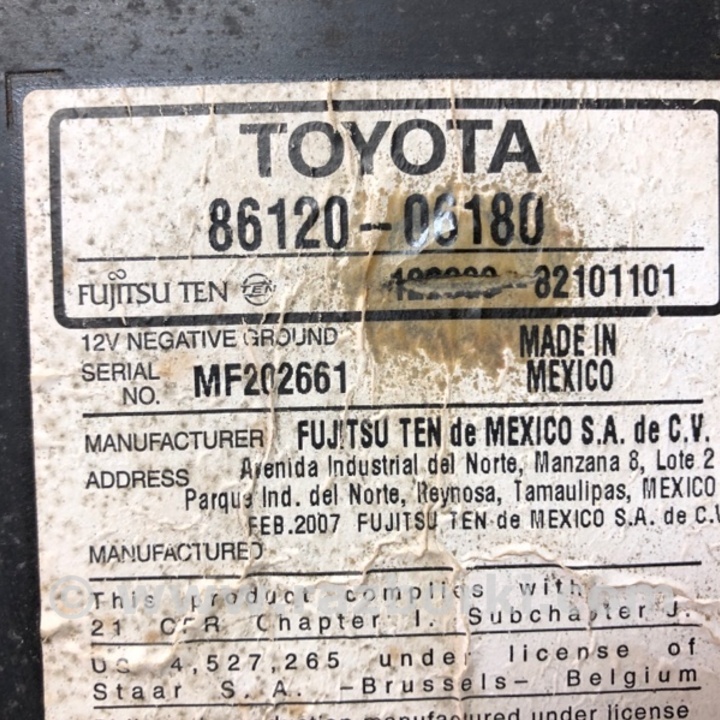 TOYOTA
86120-06180
FUJITSU TEN TEN -82101101
12V NEGATIVE GROUND MADE IN
SERIAL NO. MF202661 MEXICO
MANUFACTURER FUJITSU TEN de MEXICO S.A. de C.V.
ADDRESS Avenida Industrial del Norte, Manzana 8, Lote 2
Parque Ind. del Norte, Reynosa, Tamaulipas, MEXICO
FEB.2007 FUJITSU TEN de MEXICO S.A. de C.V
MANUFACTURED
This product complies with
21 CFR Chapter I. Subchapter J.
US 4,527,265 under license of
Staar S.A. -Brussels- Belgium
under license